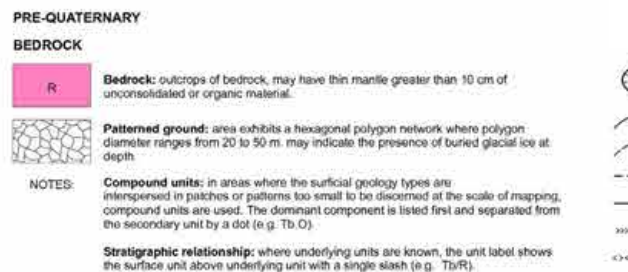 PRE-QUATERNARY
BEDROCK
R
Bedrock: outcrops of bedrock, may have thin mantle greater than 10 cm of
unconsolidated or organic material.
Patterned ground: area exhibits a hexagonal polygon network where polygon
diameter ranges from 20 to 50 m. may indicate the presence of buried glacial ice at
depth
NOTES:
Compound units: in areas where the surficial geology types are
interspersed in patches or patterns too small to be discerned at the scale of mapping,
compound units are used. The dominant component is listed first and separated from
the secondary unit by a dot (e.g. Tb.O)
Stratigraphic relationship: where underlying units are known, the unit label shows
the surface unit above underlying unit with a single slash (e.g. Tb/R)